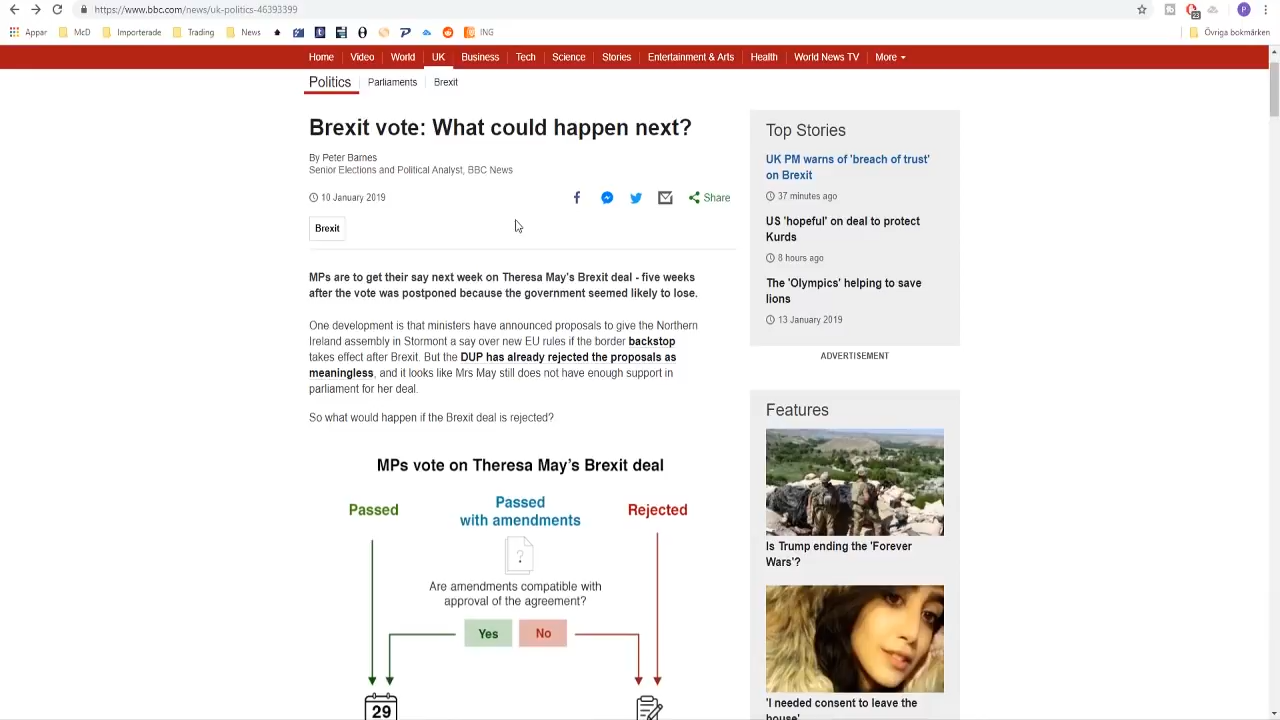 https://www.bbc.com/news/uk-politics-46393399
23
P
Appar McD Importerade Trading News ING Övriga bokmärken
Home Video World UK Business Tech Science Stories Entertainment & Arts Health World News TV More
Politics Parliaments Brexit
Brexit vote: What could happen next?
By Peter Barnes
Senior Elections and Political Analyst, BBC News
10 January 2019
Share
Brexit
MPs are to get their say next week on Theresa May's Brexit deal - five weeks
after the vote was postponed because the government seemed likely to lose.
One development is that ministers have announced proposals to give the Northern
Ireland assembly in Stormont a say over new EU rules if the border backstop
takes effect after Brexit. But the DUP has already rejected the proposals as
meaningless, and it looks like Mrs May still does not have enough support in
parliament for her deal.
So what would happen if the Brexit deal is rejected?
MPs vote on Theresa May's Brexit deal
Passed
Passed
with amendments
Rejected
?
Are amendments compatible with
approval of the agreement?
Yes No
29
Top Stories
UK PM warns of 'breach of trust'
on Brexit
37 minutes ago
US 'hopeful' on deal to protect
Kurds
8 hours ago
The 'Olympics' helping to save
lions
13 January 2019
ADVERTISEMENT
Features
Is Trump ending the 'Forever
Wars'?
'I needed consent to leave the
house'